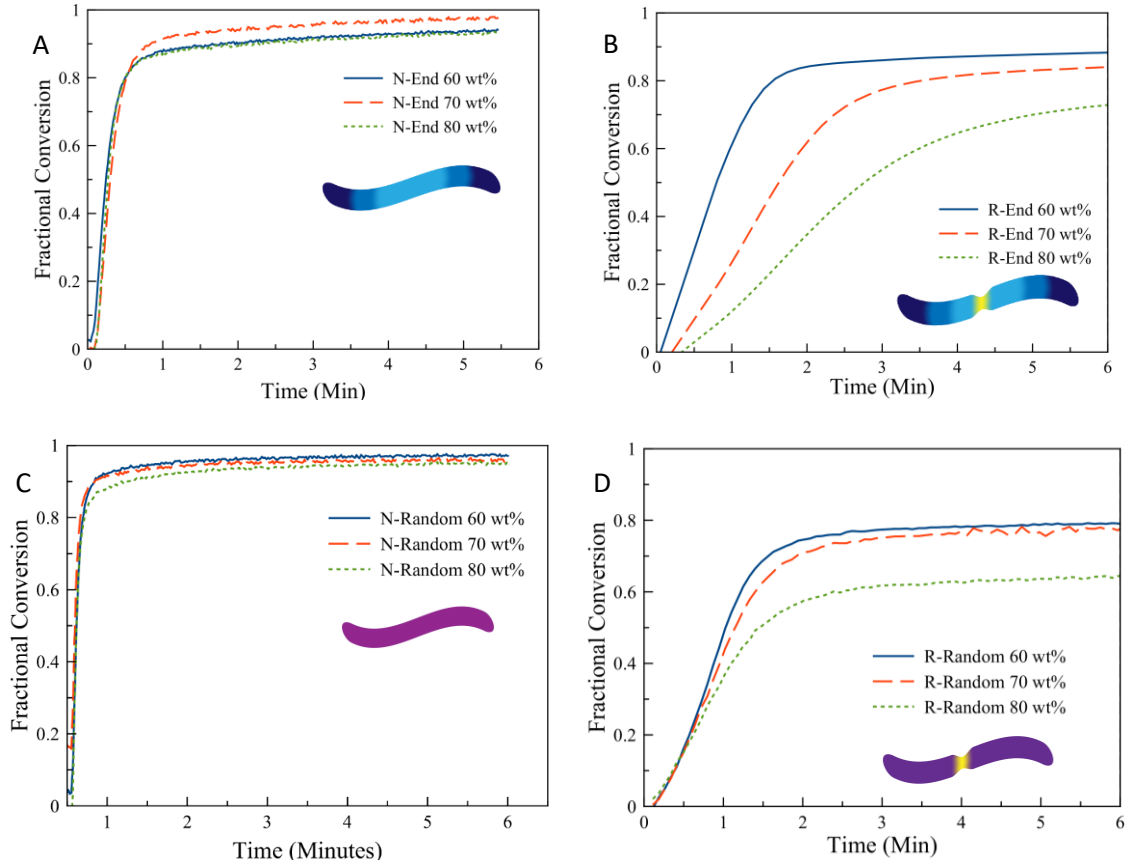 A
Fractional Conversion
1
0.8
0.6
0.4
0.2
0
N-End 60 wt%
N-End 70 wt%
N-End 80 wt%
0 1 2 3 4 5 6
Time (Min)
B
Fractional Conversion
1
0.8
0.6
0.4
0.2
0
R-End 60 wt%
R-End 70 wt%
R-End 80 wt%
0 1 2 3 4 5 6
Time (Min)
C
Fractional Conversion
1
0.8
0.6
0.4
0.2
0
N-Random 60 wt%
N-Random 70 wt%
N-Random 80 wt%
1 2 3 4 5 6
Time (Minutes)
D
Fractional Conversion
1
0.8
0.6
0.4
0.2
0
R-Random 60 wt%
R-Random 70 wt%
R-Random 80 wt%
0 1 2 3 4 5 6
Time (Min)